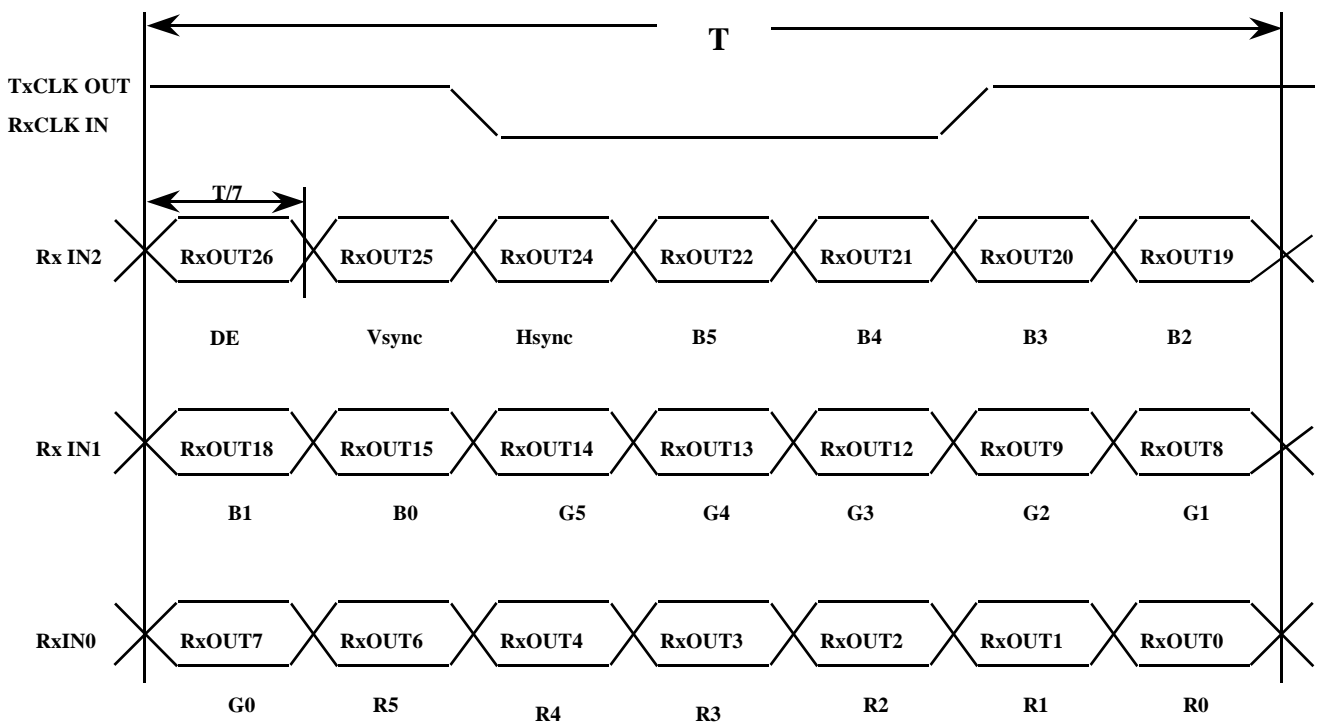 T
TxCLK OUT
RxCLK IN
T/7
Rx IN2 RxOUT26 RxOUT25 RxOUT24 RxOUT22 RxOUT21 RxOUT20 RxOUT19
DE Vsync Hsync B5 B4 B3 B2
Rx IN1 RxOUT18 RxOUT15 RxOUT14 RxOUT13 RxOUT12 RxOUT9 RxOUT8
B1 B0 G5 G4 G3 G2 G1
RxIN0 RxOUT7 RxOUT6 RxOUT4 RxOUT3 RxOUT2 RxOUT1 RxOUT0
G0 R5 R4 R3 R2 R1 R0